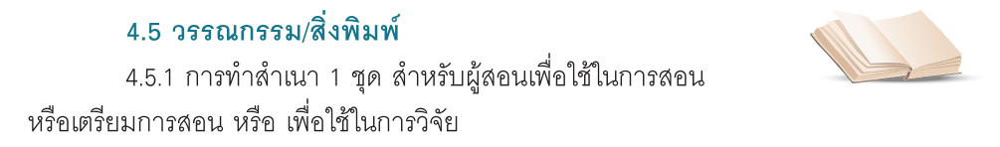 4.5 วรรณกรรม/สิ่งพิมพ์
4.5.1 การทำสำเนา 1 ชุด สำหรับผู้สอนเพื่อใช้ในการสอน
หรือเตรียมการสอน หรือ เพื่อใช้ในการวิจัย